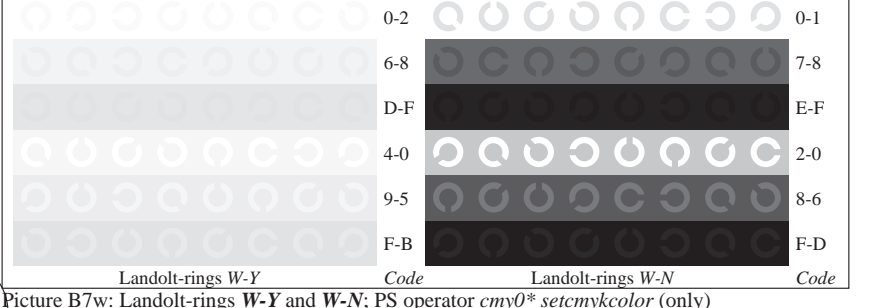 0-2 0-1
6-8 7-8
D-F E-F
4-0 2-0
9-5 8-6
F-B F-D
Landolt-rings W-Y Code Landolt-rings W-N Code
Picture B7w: Landolt-rings W-Y and W-N; PS operator cmy0* setcmykcolor (only)